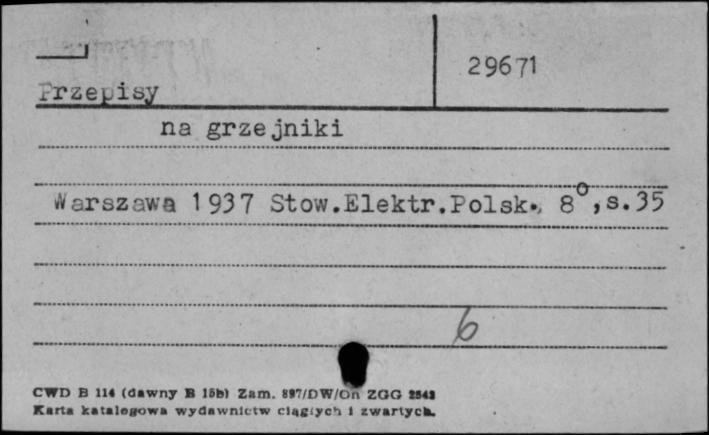 29671
Przepisy
na grzejniki
Warszawa 1937 Stow.Elektr.Polsk., 8°,s.35
6
CWD B 114 (dawny B 15b) Zam. 897/DW/On ZGG 2543
Karta katalogowa wydawnictw ciągłych i zwartych.